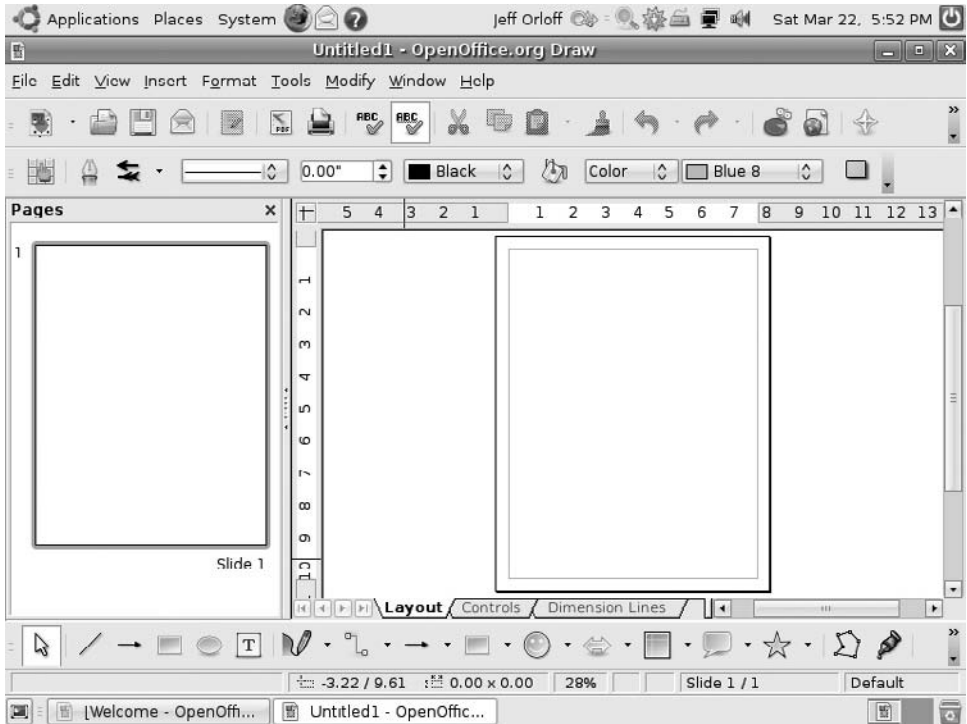 Applications Places System Jeff Orloff Sat Mar 22, 5:52 PM
Untitled1 - OpenOffice.org Draw
File Edit View Insert Format Tools Modify Window Help
PDF ABC ABC
0.00" Black Color Blue 8
Pages
5 4 3 2 1 1 2 3 4 5 6 7 8 9 10 11 12 13
1
1
2
3
4
5
6
7
8
9
10
Slide 1
Layout Controls Dimension Lines
T
-3.22 / 9.61 0.00 x 0.00 28% Slide 1 / 1 Default
[Welcome - OpenOffi... Untitled1 - OpenOffic...